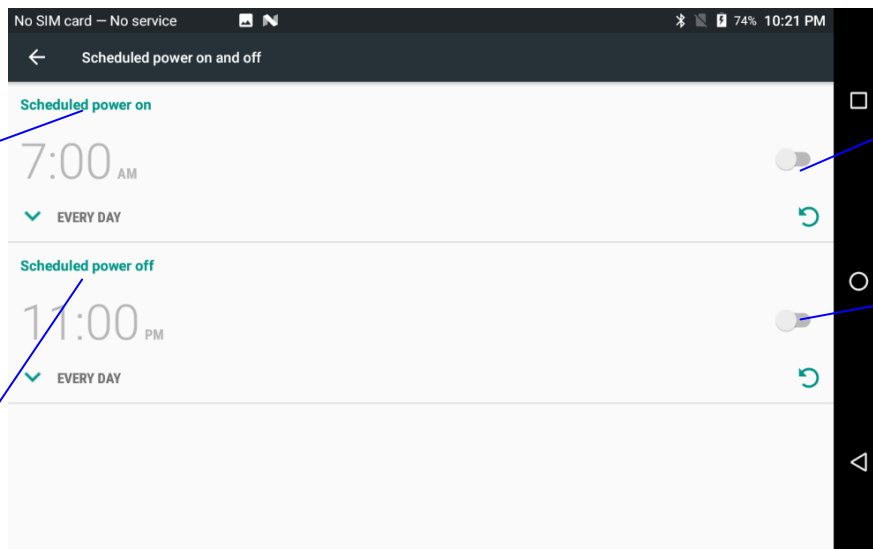 No SIM card — No service 74% 10:21 PM
Scheduled power on and off
Scheduled power on
7:00 AM
EVERY DAY
Scheduled power off
11:00 PM
EVERY DAY